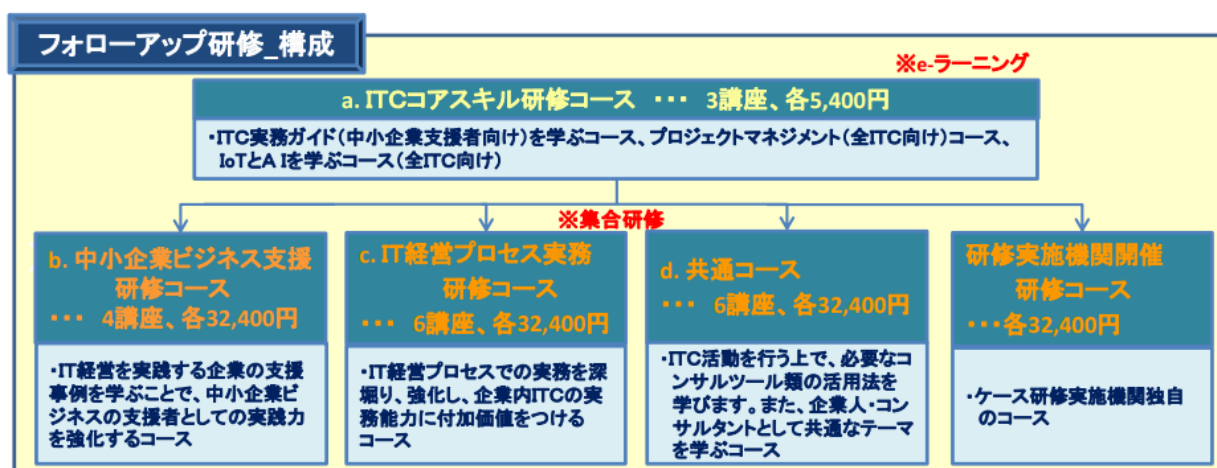 フォローアップ研修_構成
※e-ラーニング
a. ITCコアスキル研修コース ・・・ 3講座、各5,400円
・ITC実務ガイド(中小企業支援者向け)を学ぶコース、プロジェクトマネジメント(全ITC向け)コース、
IoTとA Iを学ぶコース(全ITC向け)
※集合研修
b. 中小企業ビジネス支援
研修コース
・・・ 4講座、各32,400円
・IT経営を実践する企業の支援
事例を学ぶことで、中小企業ビ
ジネスの支援者としての実践力
を強化するコース
c. IT経営プロセス実務
研修コース
・・・ 6講座、各32,400円
・IT経営プロセスでの実務を深
堀り、強化し、企業内ITCの実
務能力に付加価値をつける
コース
d. 共通コース
・・・ 6講座、各32,400円
・ITC活動を行う上で、必要なコ
ンサルツール類の活用法を
学びます。また、企業人・コン
サルタントとして共通なテーマ
を学ぶコース
研修実施機関開催
研修コース
・・・各32,400円
・ケース研修実施機関独自
のコース